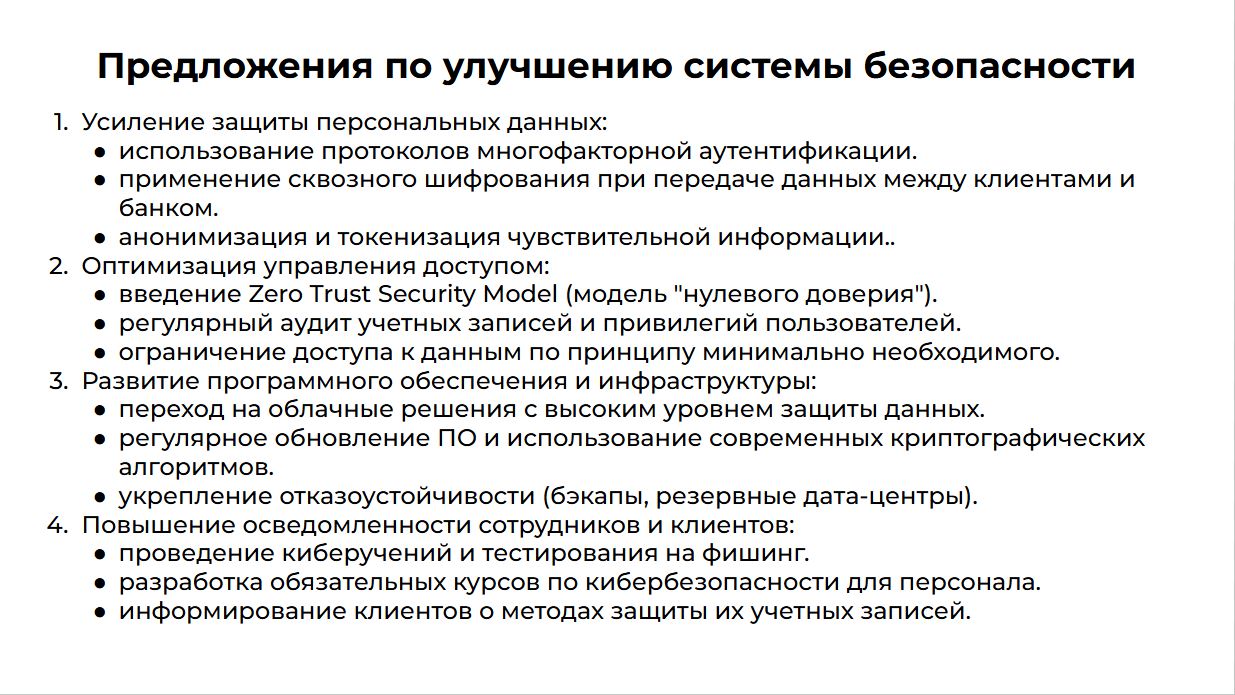 Предложения по улучшению системы безопасности
1. Усиление защиты персональных данных:
● использование протоколов многофакторной аутентификации.
● применение сквозного шифрования при передаче данных между клиентами и
банком.
● анонимизация и токенизация чувствительной информации..
2. Оптимизация управления доступом:
● введение Zero Trust Security Model (модель "нулевого доверия").
● регулярный аудит учетных записей и привилегий пользователей.
● ограничение доступа к данным по принципу минимально необходимого.
3. Развитие программного обеспечения и инфраструктуры:
● переход на облачные решения с высоким уровнем защиты данных.
● регулярное обновление ПО и использование современных криптографических
алгоритмов.
● укрепление отказоустойчивости (бэкапы, резервные дата-центры).
4. Повышение осведомленности сотрудников и клиентов:
● проведение киберучений и тестирования на фишинг.
● разработка обязательных курсов по кибербезопасности для персонала.
● информирование клиентов о методах защиты их учетных записей.